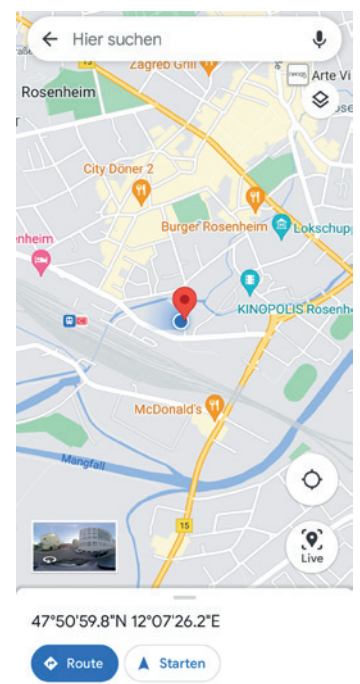 Hier suchen
Zagreb Grill
15
Arte Vi
Rosenheim
City Döner 2
Burger Rosenheim
Lokschupp
nheim
KINOPOLIS Rosenh
McDonald's
Mangfall
15
Live
47°50'59.8"N 12°07'26.2"E
Route
Starten